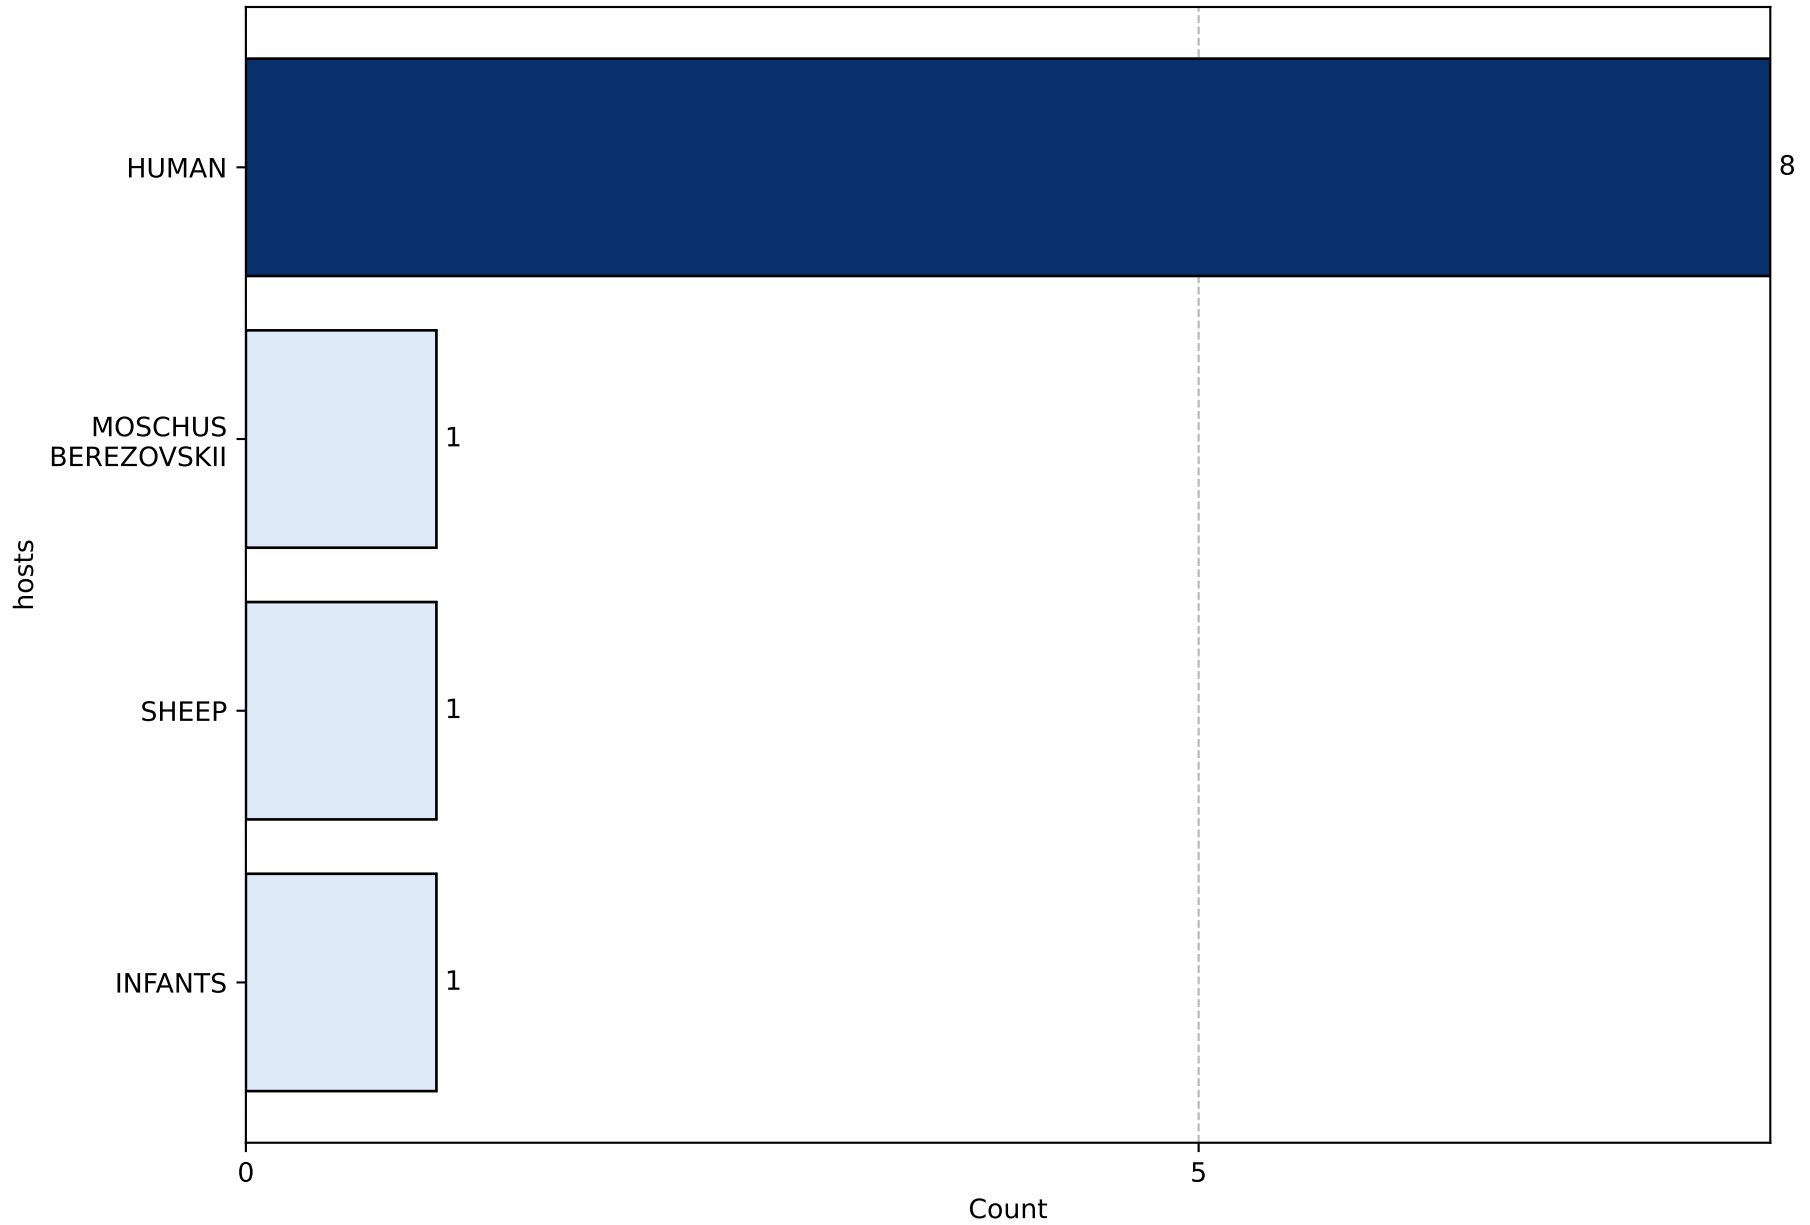 HUMAN
8
MOSCHUS
BEREZOVSKII
1
hosts
SHEEP
1
INFANTS
1
0
5
Count